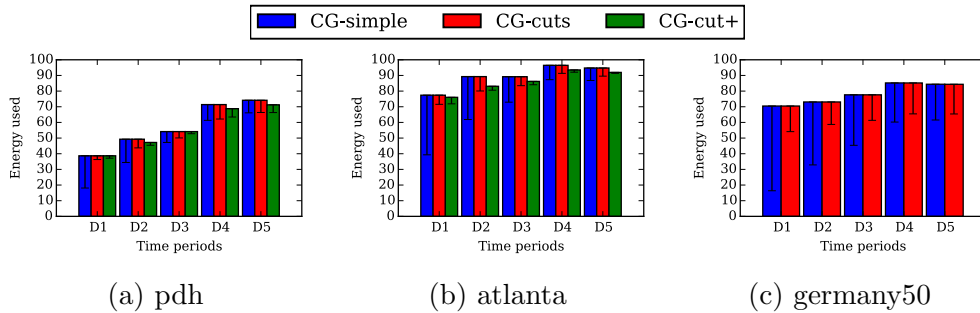 CG-simple CG-cuts CG-cut+
Energy used
100
90
80
70
60
50
40
30
20
10
0
D1 D2 D3 D4 D5
Time periods
(a) pdh
Energy used
100
90
80
70
60
50
40
30
20
10
0
D1 D2 D3 D4 D5
Time periods
(b) atlanta
Energy used
100
90
80
70
60
50
40
30
20
10
0
D1 D2 D3 D4 D5
Time periods
(c) germany50